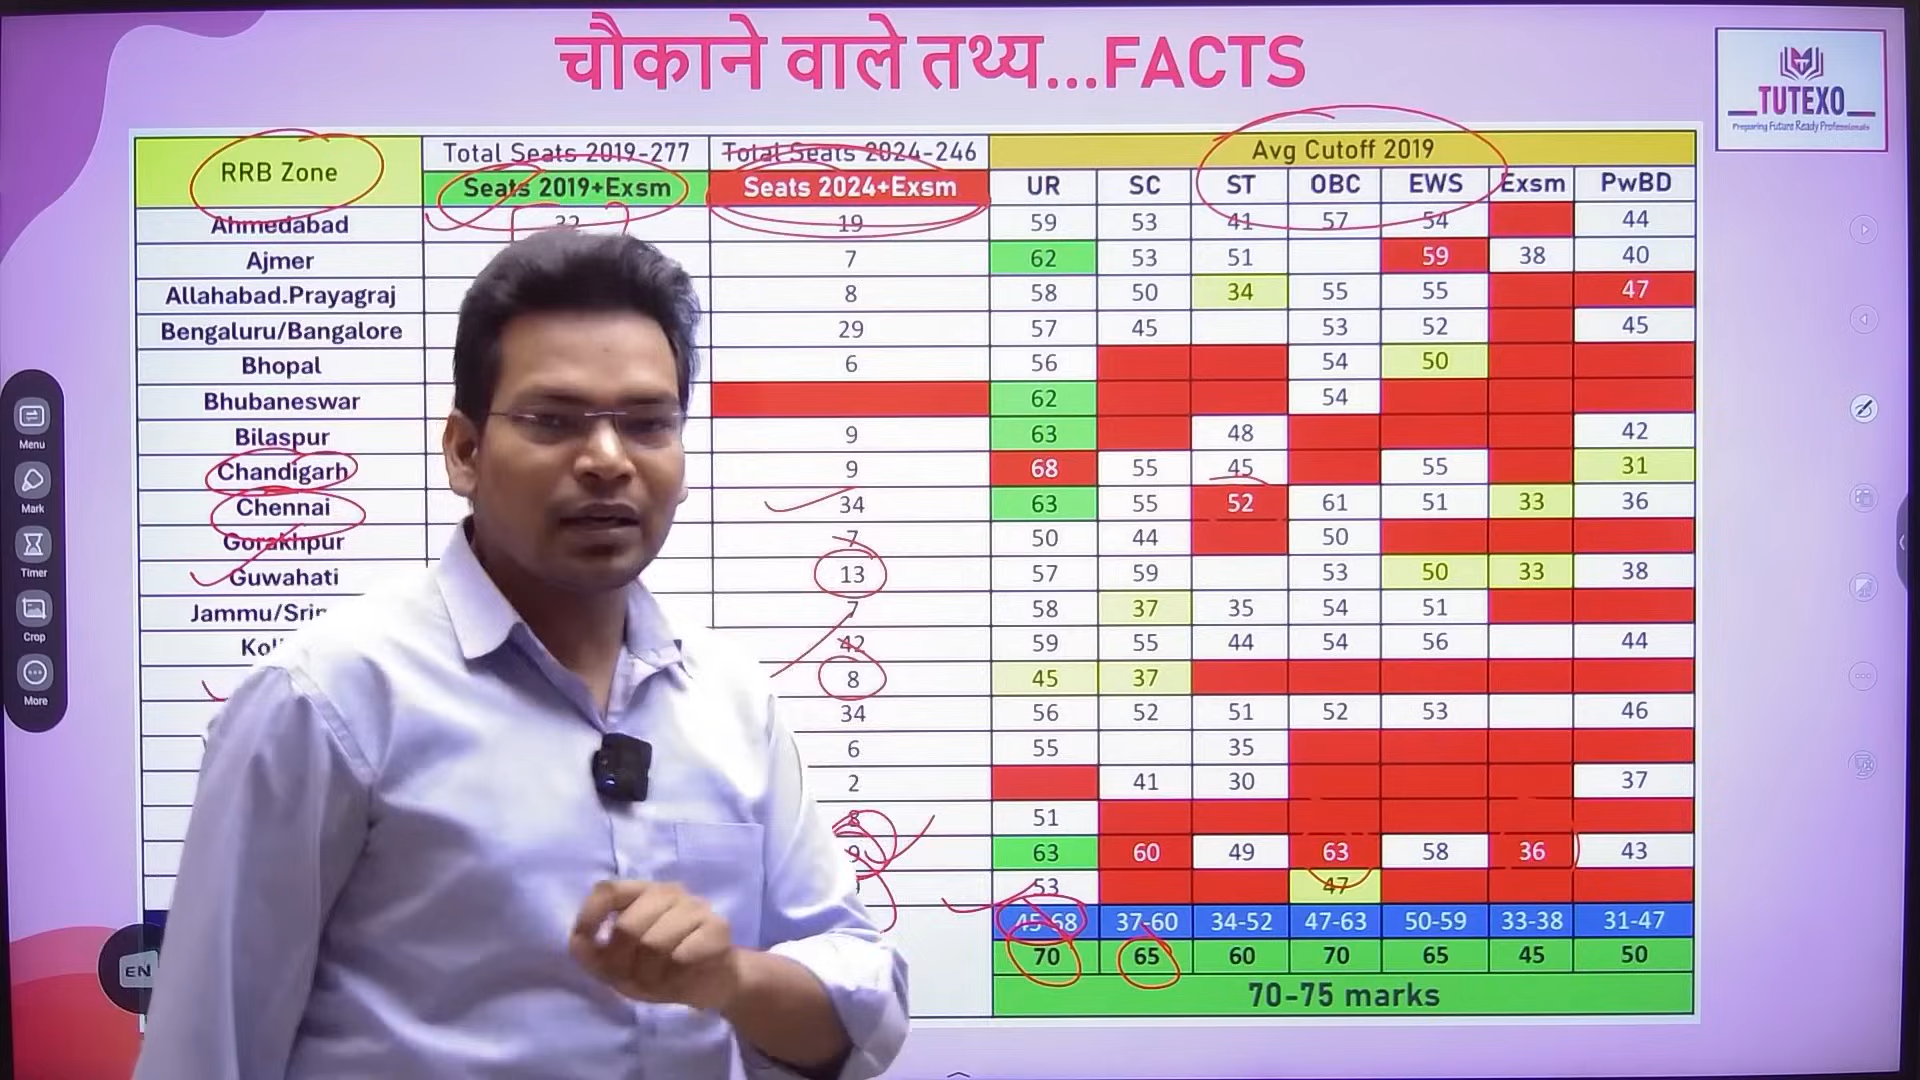 चौकाने वाले तथ्य...FACTS
TUTEXO
Preparing Future Ready Professionals
RRB Zone Total Seats 2019-277 Total Seats 2024-246 Avg Cutoff 2019
Seats 2019+Exsm Seats 2024+Exsm UR SC ST OBC EWS Exsm PwBD
Ahmedabad 32 19 59 53 41 57 54 44
Ajmer 7 62 53 51 59 38 40
Allahabad.Prayagraj 8 58 50 34 55 55 47
Bengaluru/Bangalore 29 57 45 53 52 45
Bhopal 6 56 54 50
Bhubaneswar 62 54
Bilaspur 9 63 48 42
Chandigarh 9 68 55 45 55 31
Chennai 34 63 55 52 61 51 33 36
Gorakhpur 7 50 44 50
Guwahati 13 57 59 53 50 33 38
Jammu/Srin 7 58 37 35 54 51
Kol 42 59 55 44 54 56 44
8 45 37
34 56 52 51 52 53 46
6 55 35
2 41 30 37
8 51
9 63 60 49 63 58 36 43
53 47
45-68 37-60 34-52 47-63 50-59 33-38 31-47
70 65 60 70 65 45 50
70-75 marks
Menu
Mark
Timer
Crop
More
EN